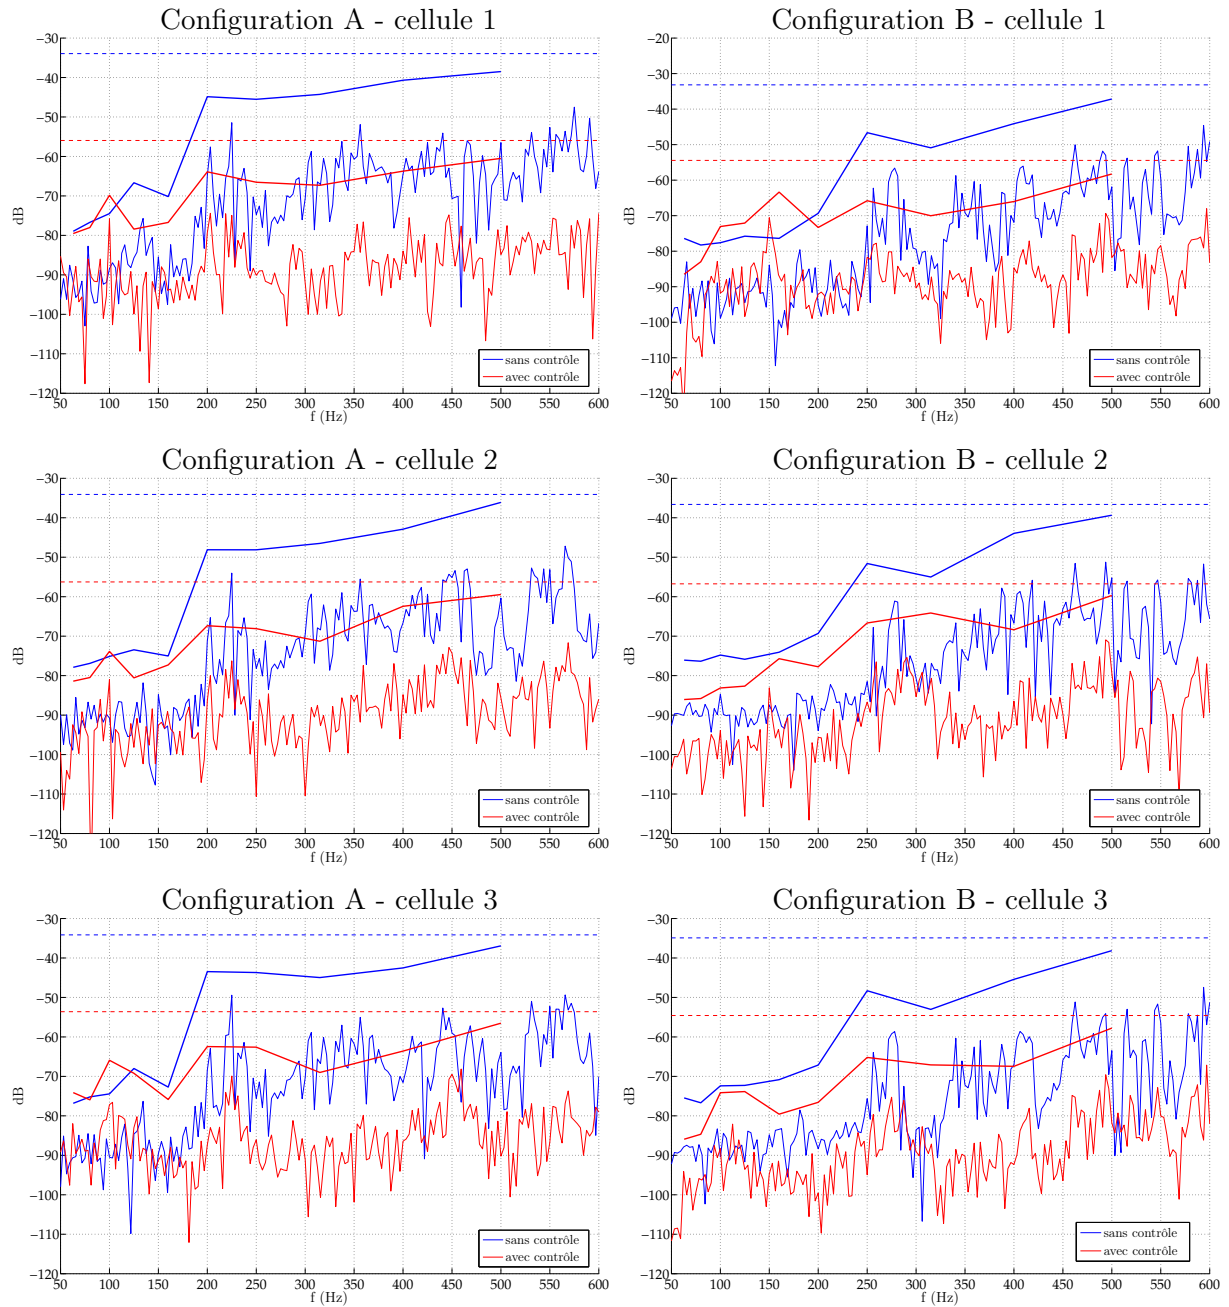 Configuration A - cellule 1
−30
−40
−50
−60
−70
−80
−90
−100
−110
−120
dB
50 100 150 200 250 300 350 400 450 500 550 600
f (Hz)
sans contrôle
avec contrôle
Configuration B - cellule 1
−20
−30
−40
−50
−60
−70
−80
−90
−100
−110
−120
dB
50 100 150 200 250 300 350 400 450 500 550 600
f (Hz)
sans contrôle
avec contrôle
Configuration A - cellule 2
−30
−40
−50
−60
−70
−80
−90
−100
−110
−120
dB
50 100 150 200 250 300 350 400 450 500 550 600
f (Hz)
sans contrôle
avec contrôle
Configuration B - cellule 2
−30
−40
−50
−60
−70
−80
−90
−100
−110
−120
dB
50 100 150 200 250 300 350 400 450 500 550 600
f (Hz)
sans contrôle
avec contrôle
Configuration A - cellule 3
−30
−40
−50
−60
−70
−80
−90
−100
−110
−120
dB
50 100 150 200 250 300 350 400 450 500 550 600
f (Hz)
sans contrôle
avec contrôle
Configuration B - cellule 3
−30
−40
−50
−60
−70
−80
−90
−100
−110
−120
dB
50 100 150 200 250 300 350 400 450 500 550 600
f (Hz)
sans contrôle
avec contrôle